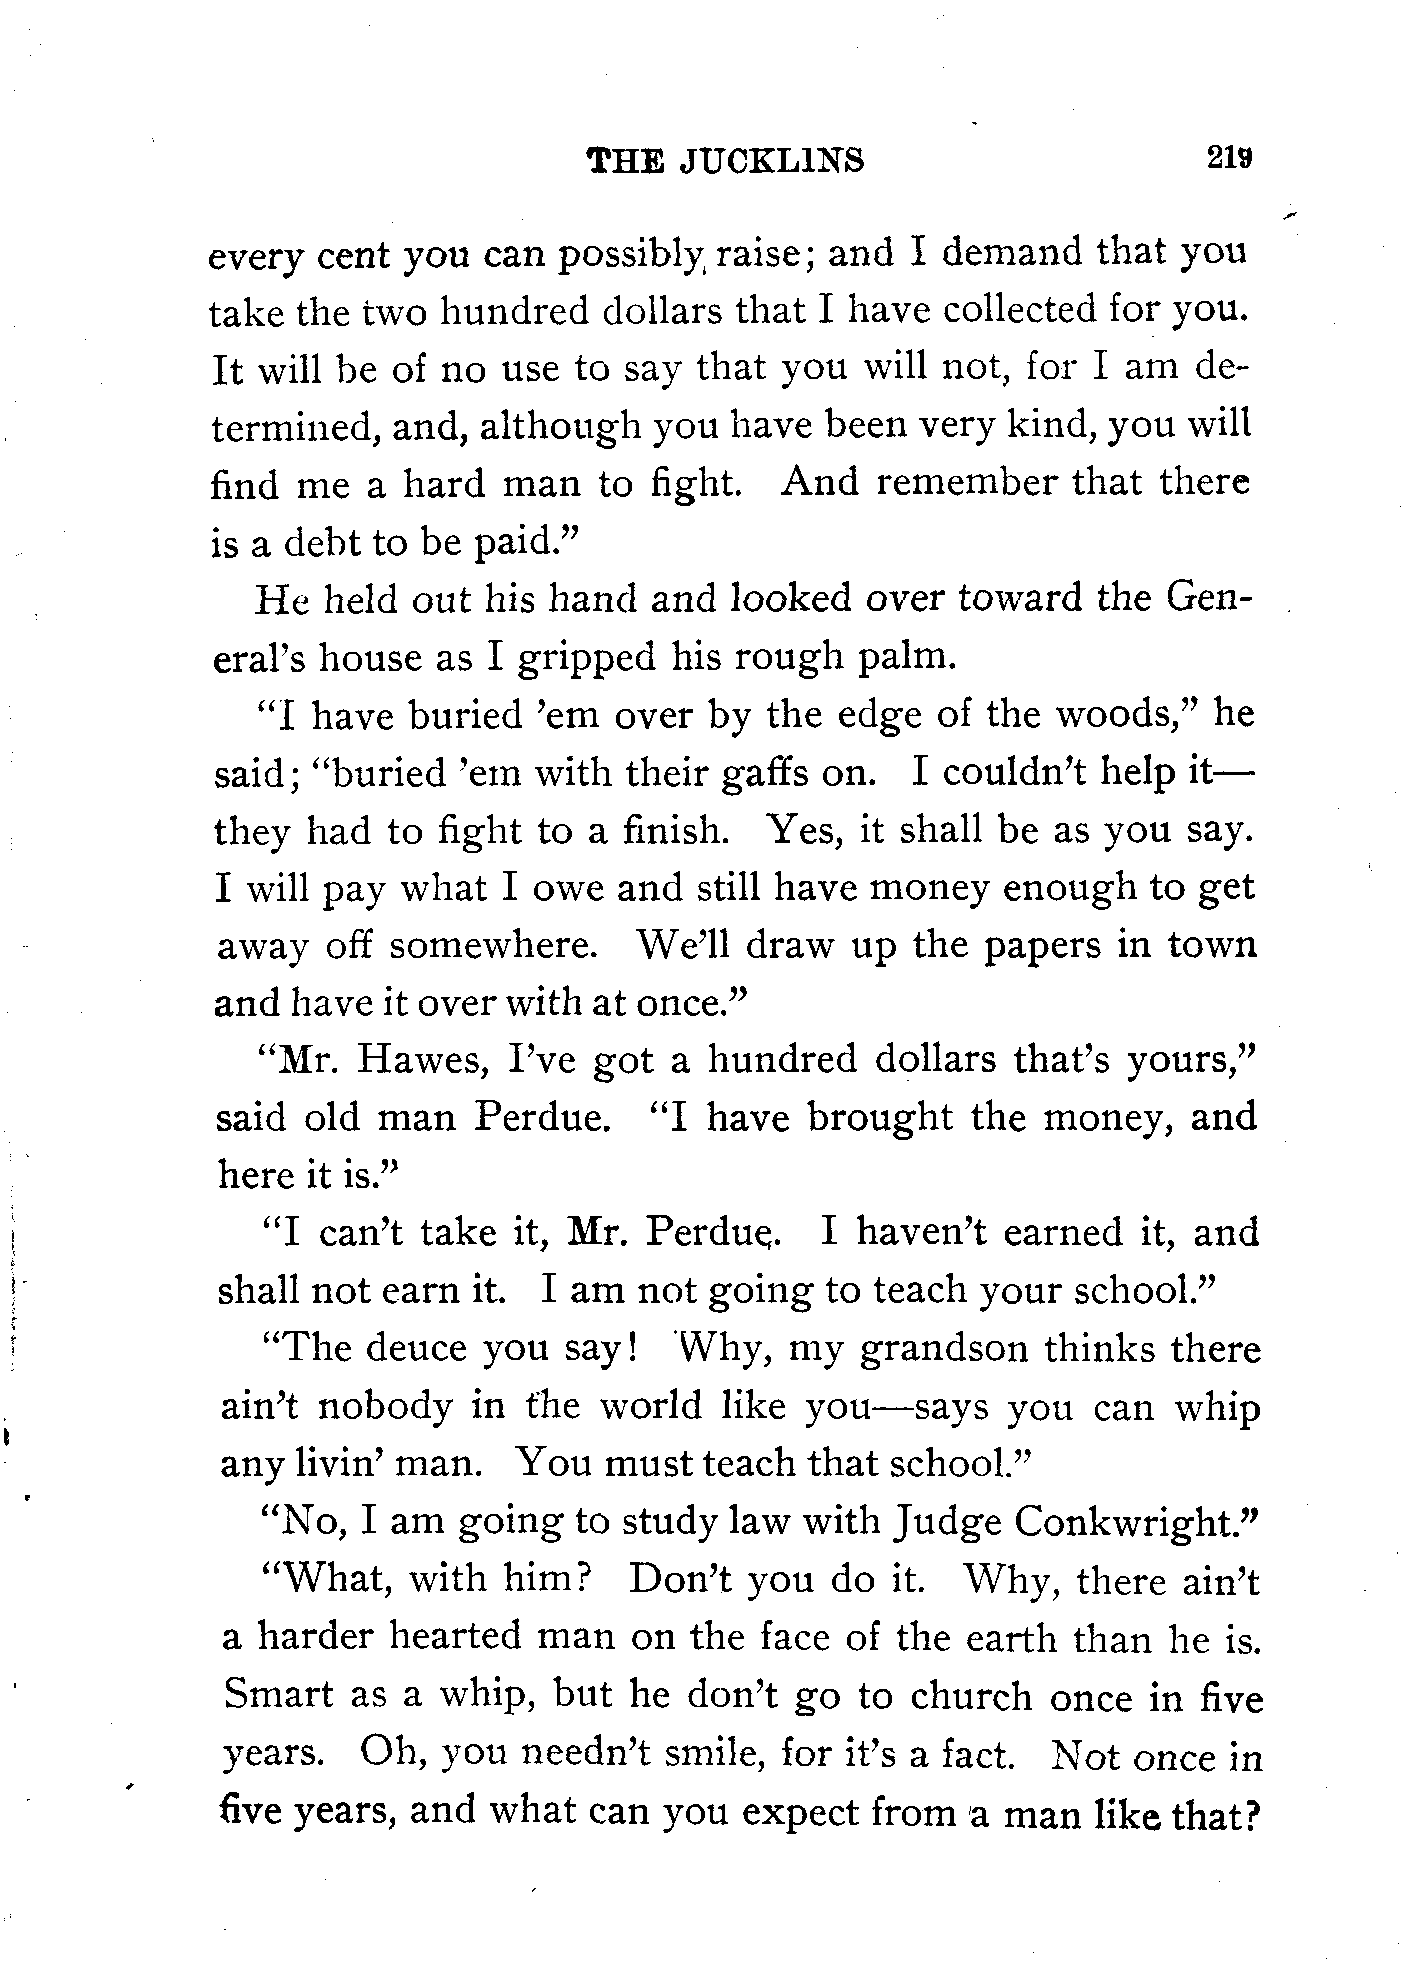 THE JUCKLINS 219
every cent you can possibly raise; and I demand that you
take the two hundred dollars that I have collected for you.
It will be of no use to say that you will not, for I am de-
termined, and, although you have been very kind, you will
find me a hard man to fight. And remember that there
is a debt to be paid.”
He held out his hand and looked over toward the Gen-
eral’s house as I gripped his rough palm.
“I have buried ’em over by the edge of the woods,” he
said; “buried ’em with their gaffs on. I couldn’t help it—
they had to fight to a finish. Yes, it shall be as you say.
I will pay what I owe and still have money enough to get
away off somewhere. We’ll draw up the papers in town
and have it over with at once.”
“Mr. Hawes, I’ve got a hundred dollars that’s yours,”
said old man Perdue. “I have brought the money, and
here it is.”
“I can’t take it, Mr. Perdue. I haven’t earned it, and
shall not earn it. I am not going to teach your school.”
“The deuce you say! Why, my grandson thinks there
ain’t nobody in the world like you—says you can whip
any livin’ man. You must teach that school.”
“No, I am going to study law with Judge Conkwright.”
“What, with him? Don’t you do it. Why, there ain’t
a harder hearted man on the face of the earth than he is.
Smart as a whip, but he don’t go to church once in five
years. Oh, you needn’t smile, for it’s a fact. Not once in
five years, and what can you expect from a man like that?